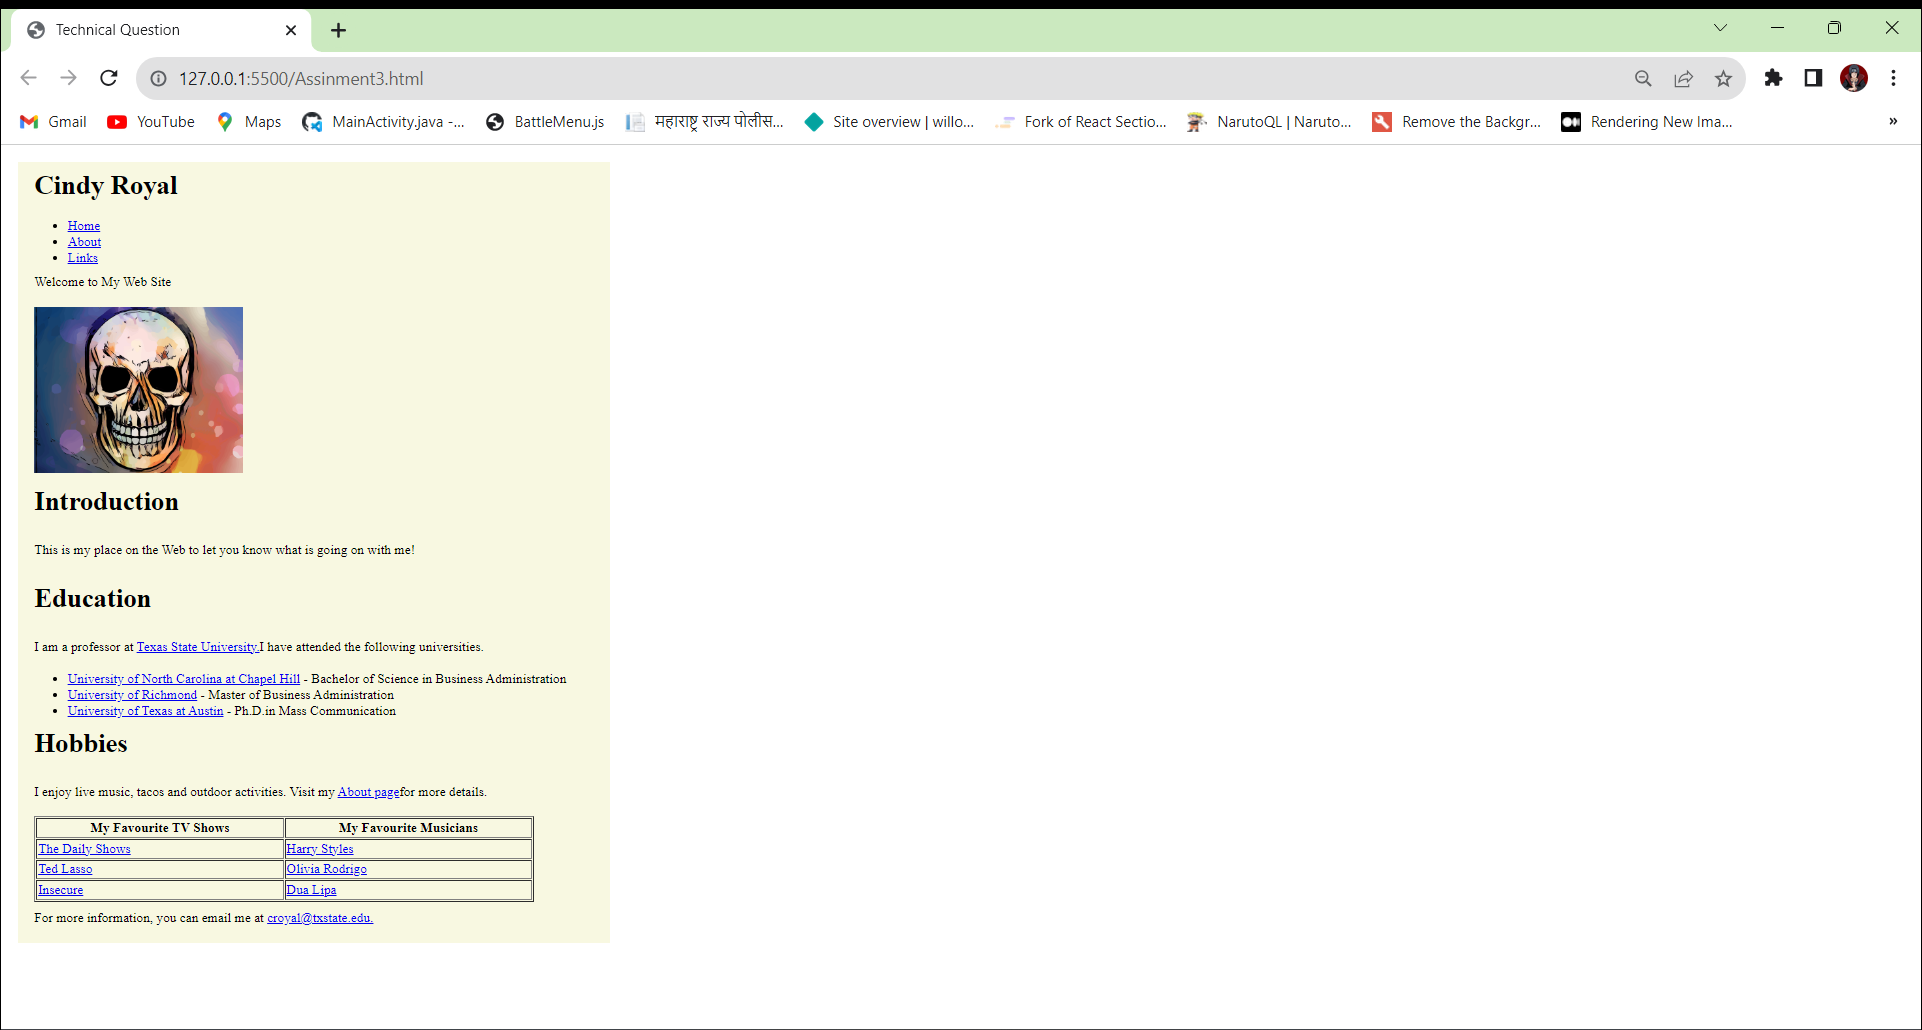 Technical Question
127.0.0.1:5500/Assinment3.html
Gmail YouTube Maps MainActivity.java -... BattleMenu.js महाराष्ट्र राज्य पोलीस... Site overview | willo... Fork of React Sectio... NarutoQL | Naruto... Remove the Backgr... Rendering New Ima... »
Cindy Royal
Home
About
Links
Welcome to My Web Site
Introduction
This is my place on the Web to let you know what is going on with me!
Education
I am a professor at Texas State University.I have attended the following universities.
University of North Carolina at Chapel Hill - Bachelor of Science in Business Administration
University of Richmond - Master of Business Administration
University of Texas at Austin - Ph.D.in Mass Communication
Hobbies
I enjoy live music, tacos and outdoor activities. Visit my About pagefor more details.
My Favourite TV Shows My Favourite Musicians
The Daily Shows Harry Styles
Ted Lasso Olivia Rodrigo
Insecure Dua Lipa
For more information, you can email me at croyal@txstate.edu.